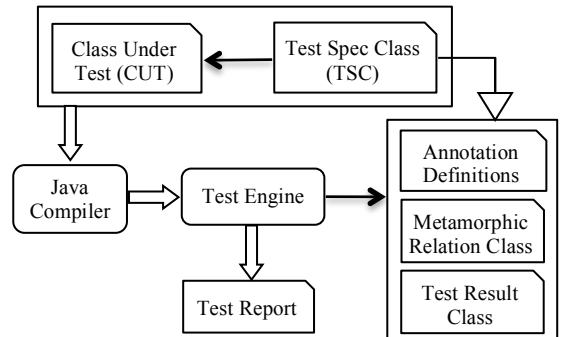 Class Under
Test (CUT)
Test Spec Class
(TSC)
Java
Compiler
Test Engine
Test Report
Annotation
Definitions
Metamorphic
Relation Class
Test Result
Class